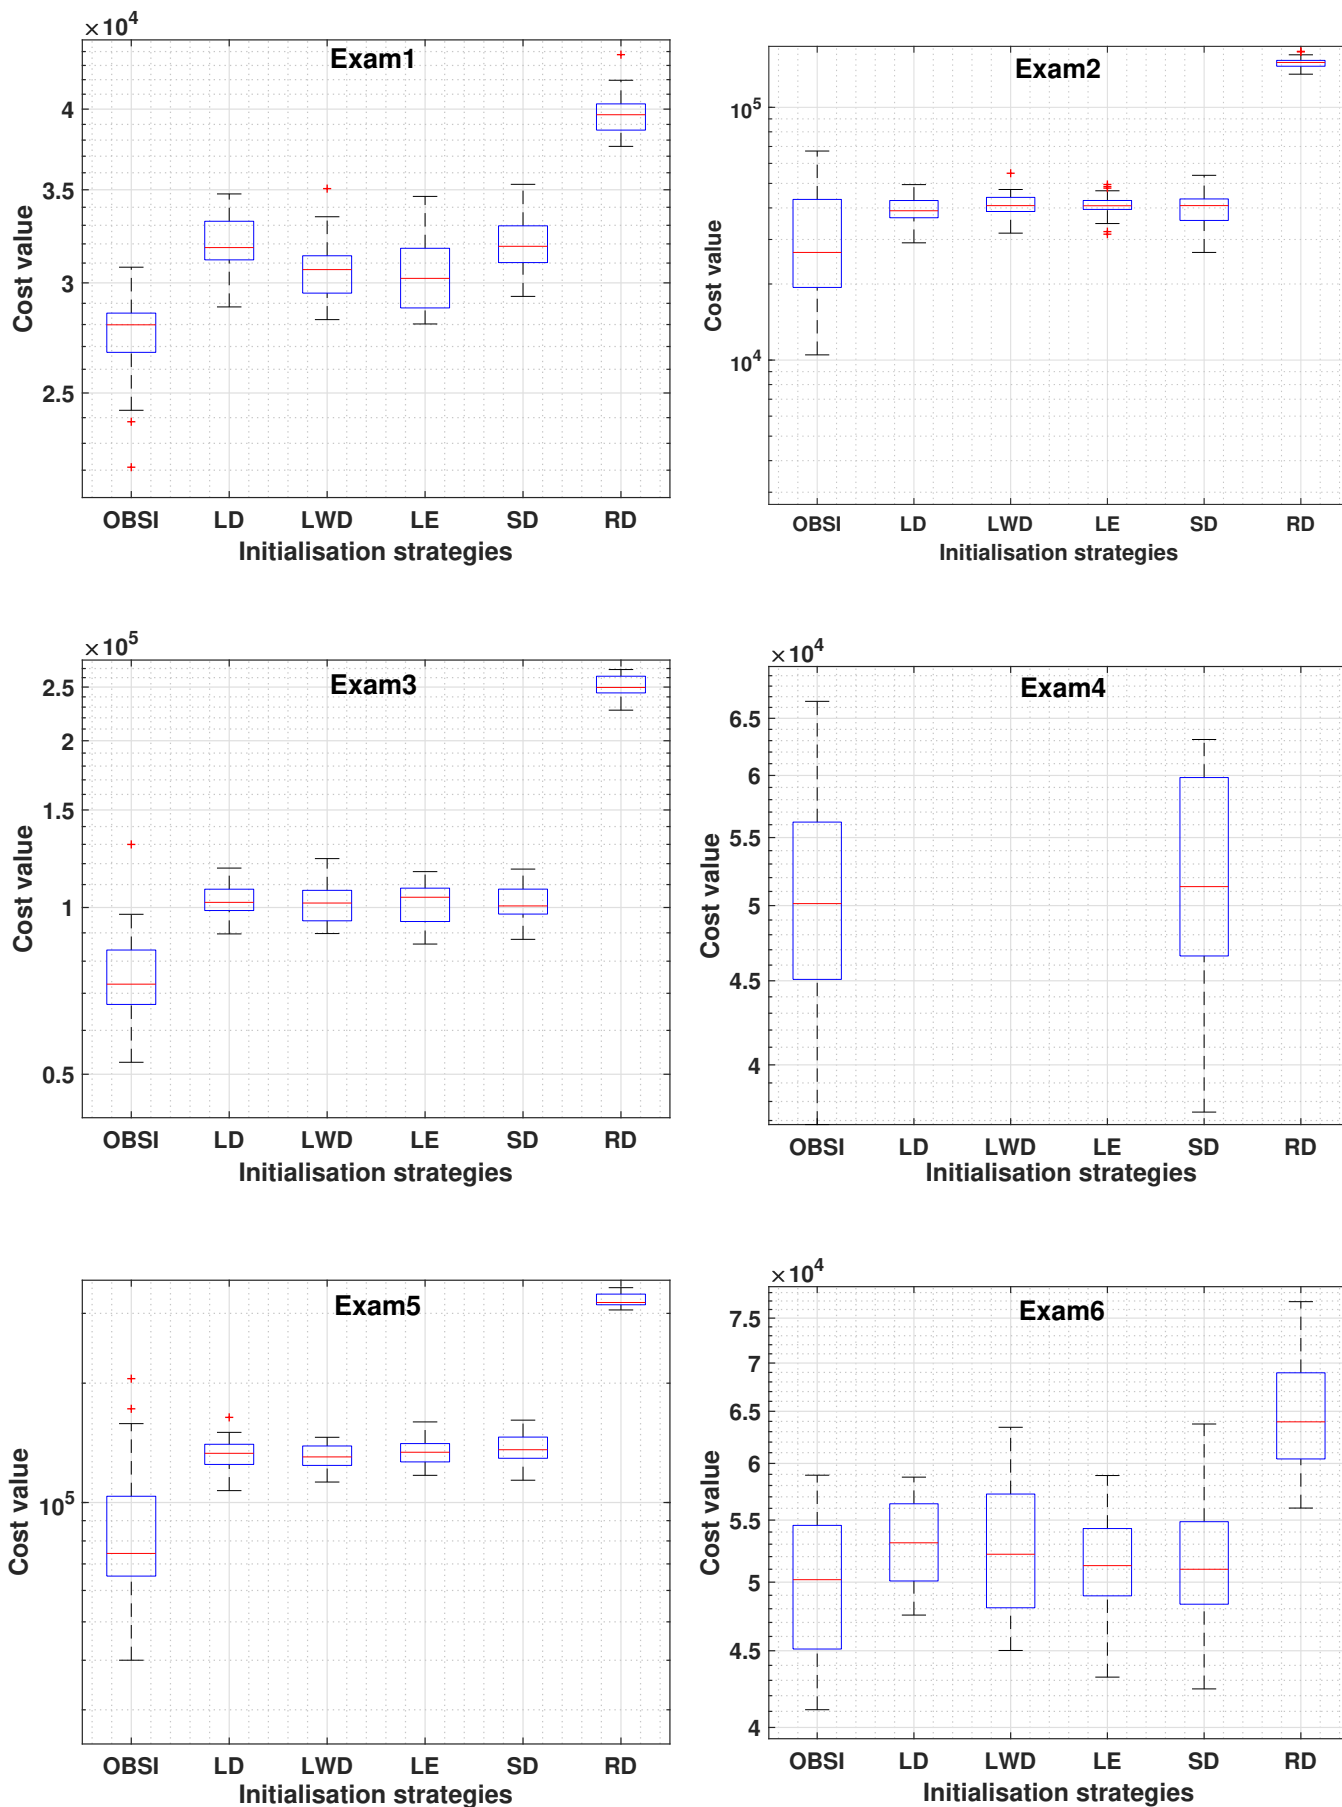 ×10^4
Exam1
Cost value
4
3.5
3
2.5
OBSI LD LWD LE SD RD
Initialisation strategies
Exam2
Cost value
10^5
10^4
OBSI LD LWD LE SD RD
Initialisation strategies
×10^5
Exam3
Cost value
2.5
2
1.5
1
0.5
OBSI LD LWD LE SD RD
Initialisation strategies
×10^4
Exam4
Cost value
6.5
6
5.5
5
4.5
4
OBSI LD LWD LE SD RD
Initialisation strategies
Exam5
Cost value
10^5
OBSI LD LWD LE SD RD
Initialisation strategies
×10^4
Exam6
Cost value
7.5
7
6.5
6
5.5
5
4.5
4
OBSI LD LWD LE SD RD
Initialisation strategies